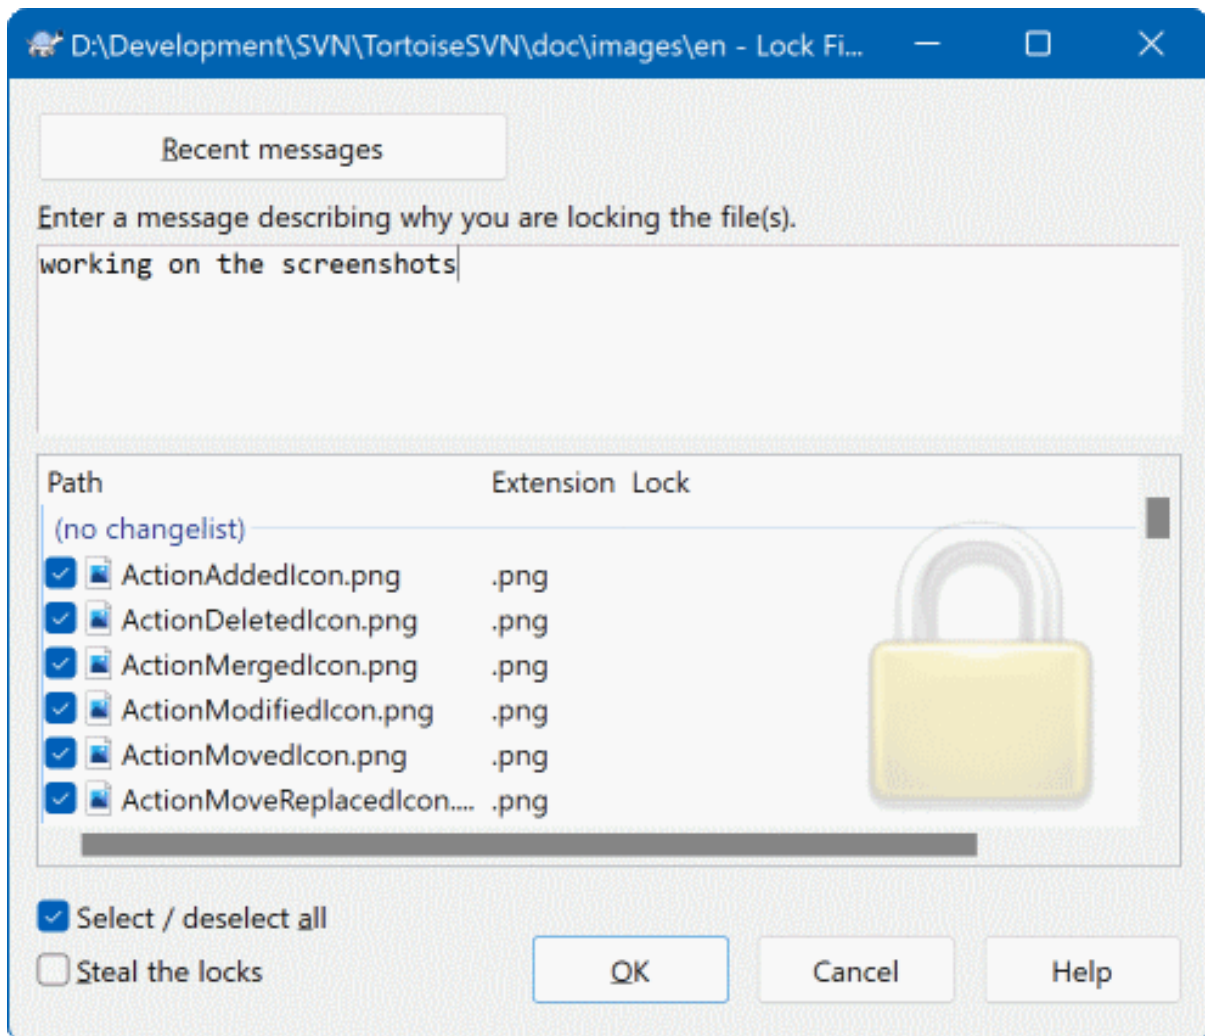 D:\Development\SVN\TortoiseSVN\doc\images\en - Lock Fi...
Recent messages
Enter a message describing why you are locking the file(s).
working on the screenshots
Path Extension Lock
(no changelist)
ActionAddedIcon.png .png
ActionDeletedIcon.png .png
ActionMergedIcon.png .png
ActionModifiedIcon.png .png
ActionMovedIcon.png .png
ActionMoveReplacedIcon.... .png
Select / deselect all
Steal the locks
OK Cancel Help